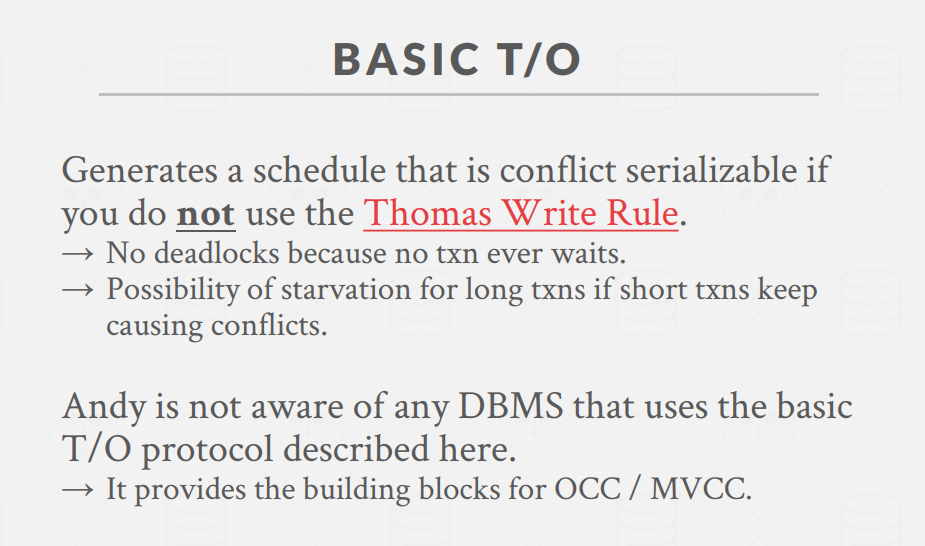 BASIC T/O
Generates a schedule that is conflict serializable if
you do not use the Thomas Write Rule.
→ No deadlocks because no txn ever waits.
→ Possibility of starvation for long txns if short txns keep
causing conflicts.
Andy is not aware of any DBMS that uses the basic
T/O protocol described here.
→ It provides the building blocks for OCC / MVCC.